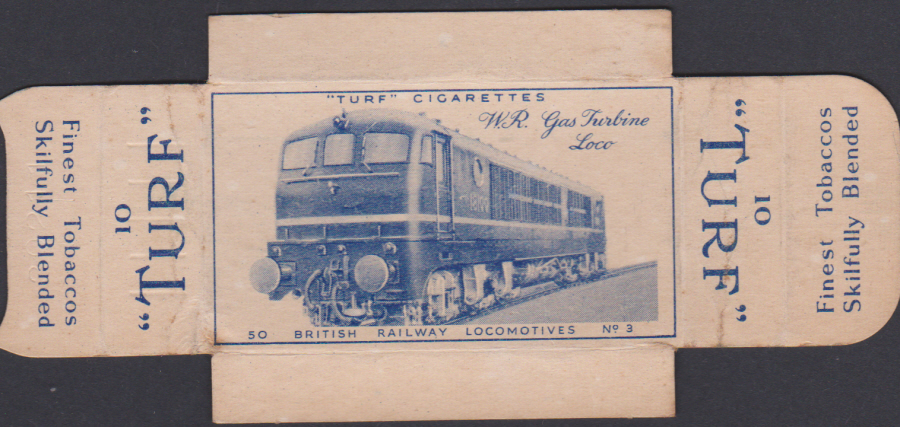 Finest Tobaccos
Skilfully Blended
10
"TURF"
"TURF" CIGARETTES
W.R. Gas Turbine
Loco
50 BRITISH RAILWAY LOCOMOTIVES Nº 3
10
"TURF"
Finest Tobaccos
Skilfully Blended